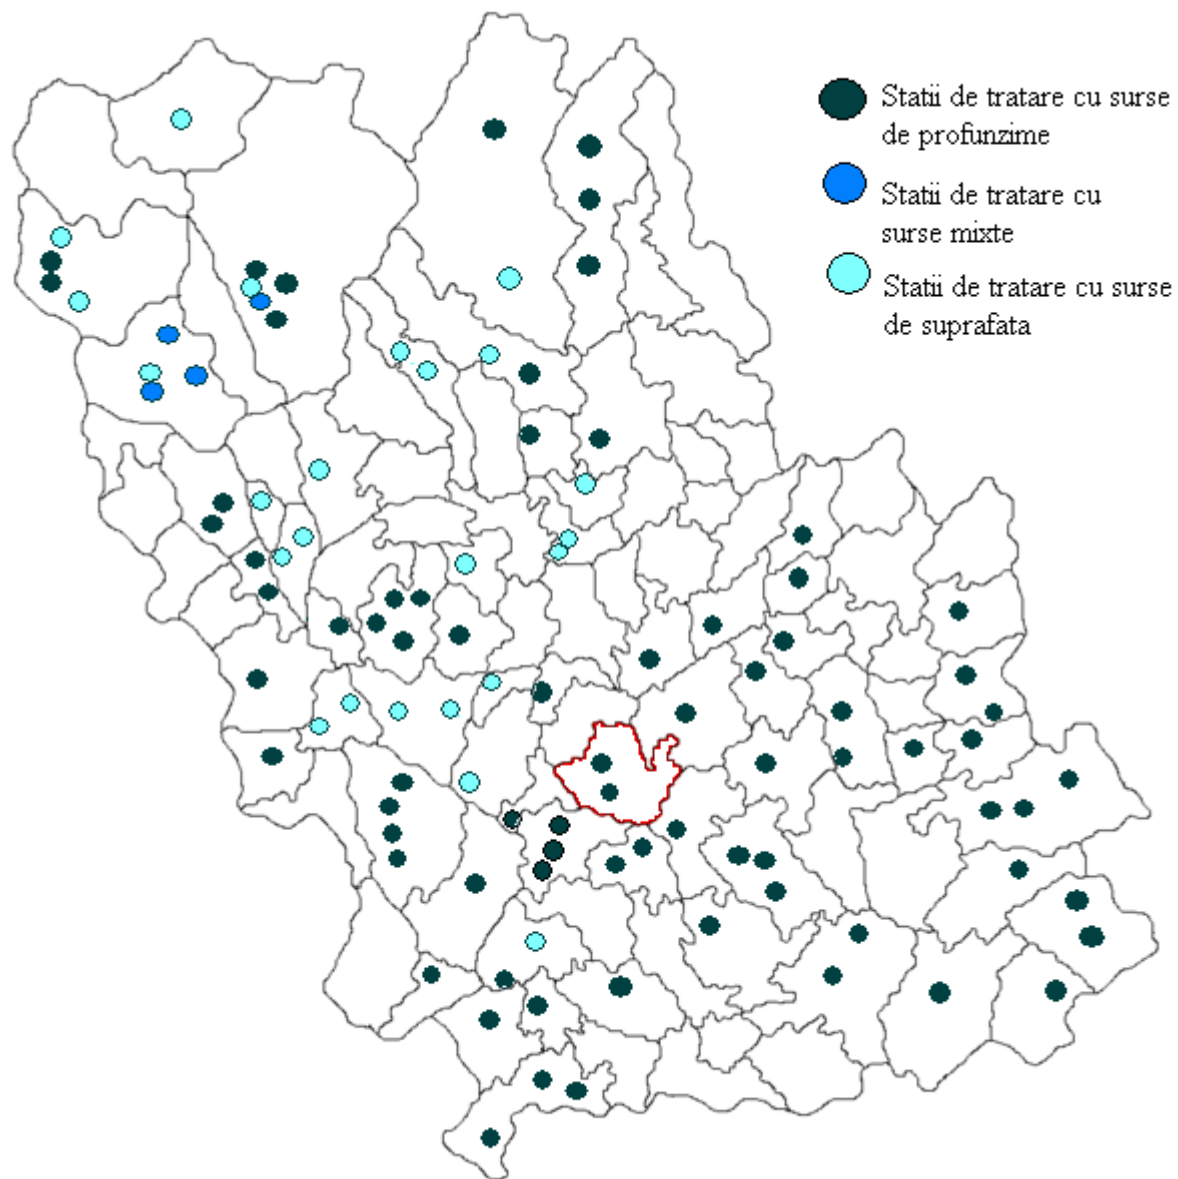 Statii de tratare cu surse
de profunzime
Statii de tratare cu
surse mixte
Statii de tratare cu surse
de suprafata